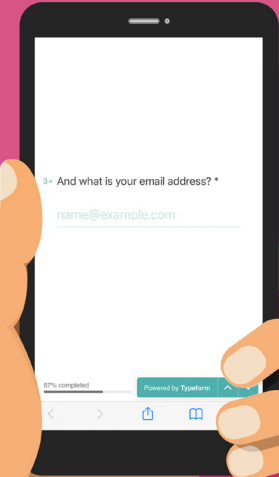 3→ And what is your email address? *
name@example.com
67% completed
Powered by Typeform